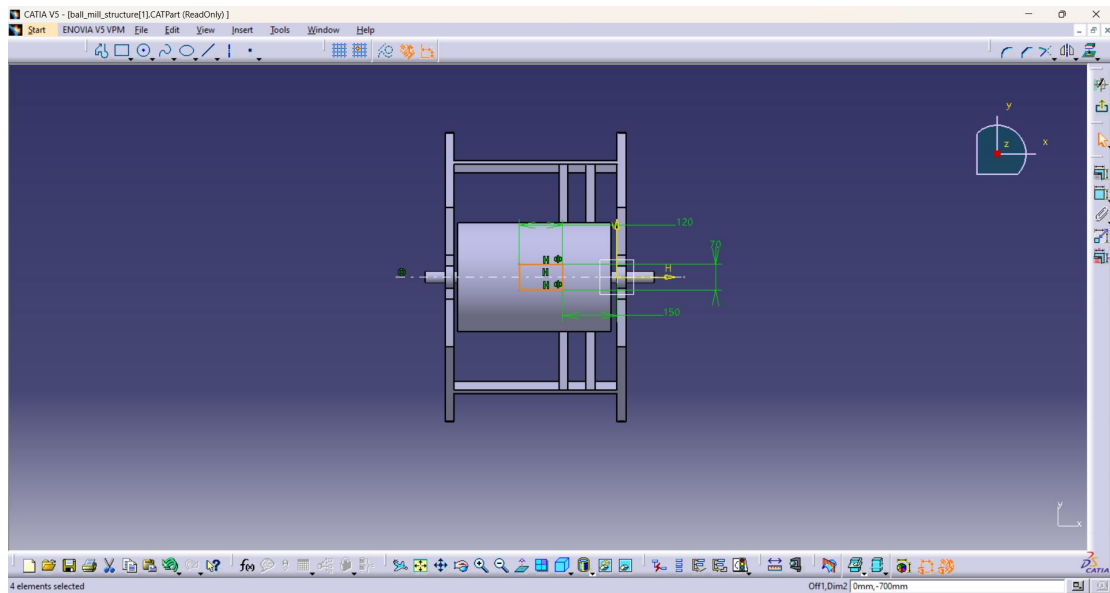 CATIA V5 - [ball_mill_structure[1].CATPart (ReadOnly) ]
Start ENOVIA V5 VPM File Edit View Insert Tools Window Help
y
z x
120
V
70
H
H
H
H
150
y
x
f(x)
CATIA
4 elements selected
Off1,Dim2 0mm,-700mm